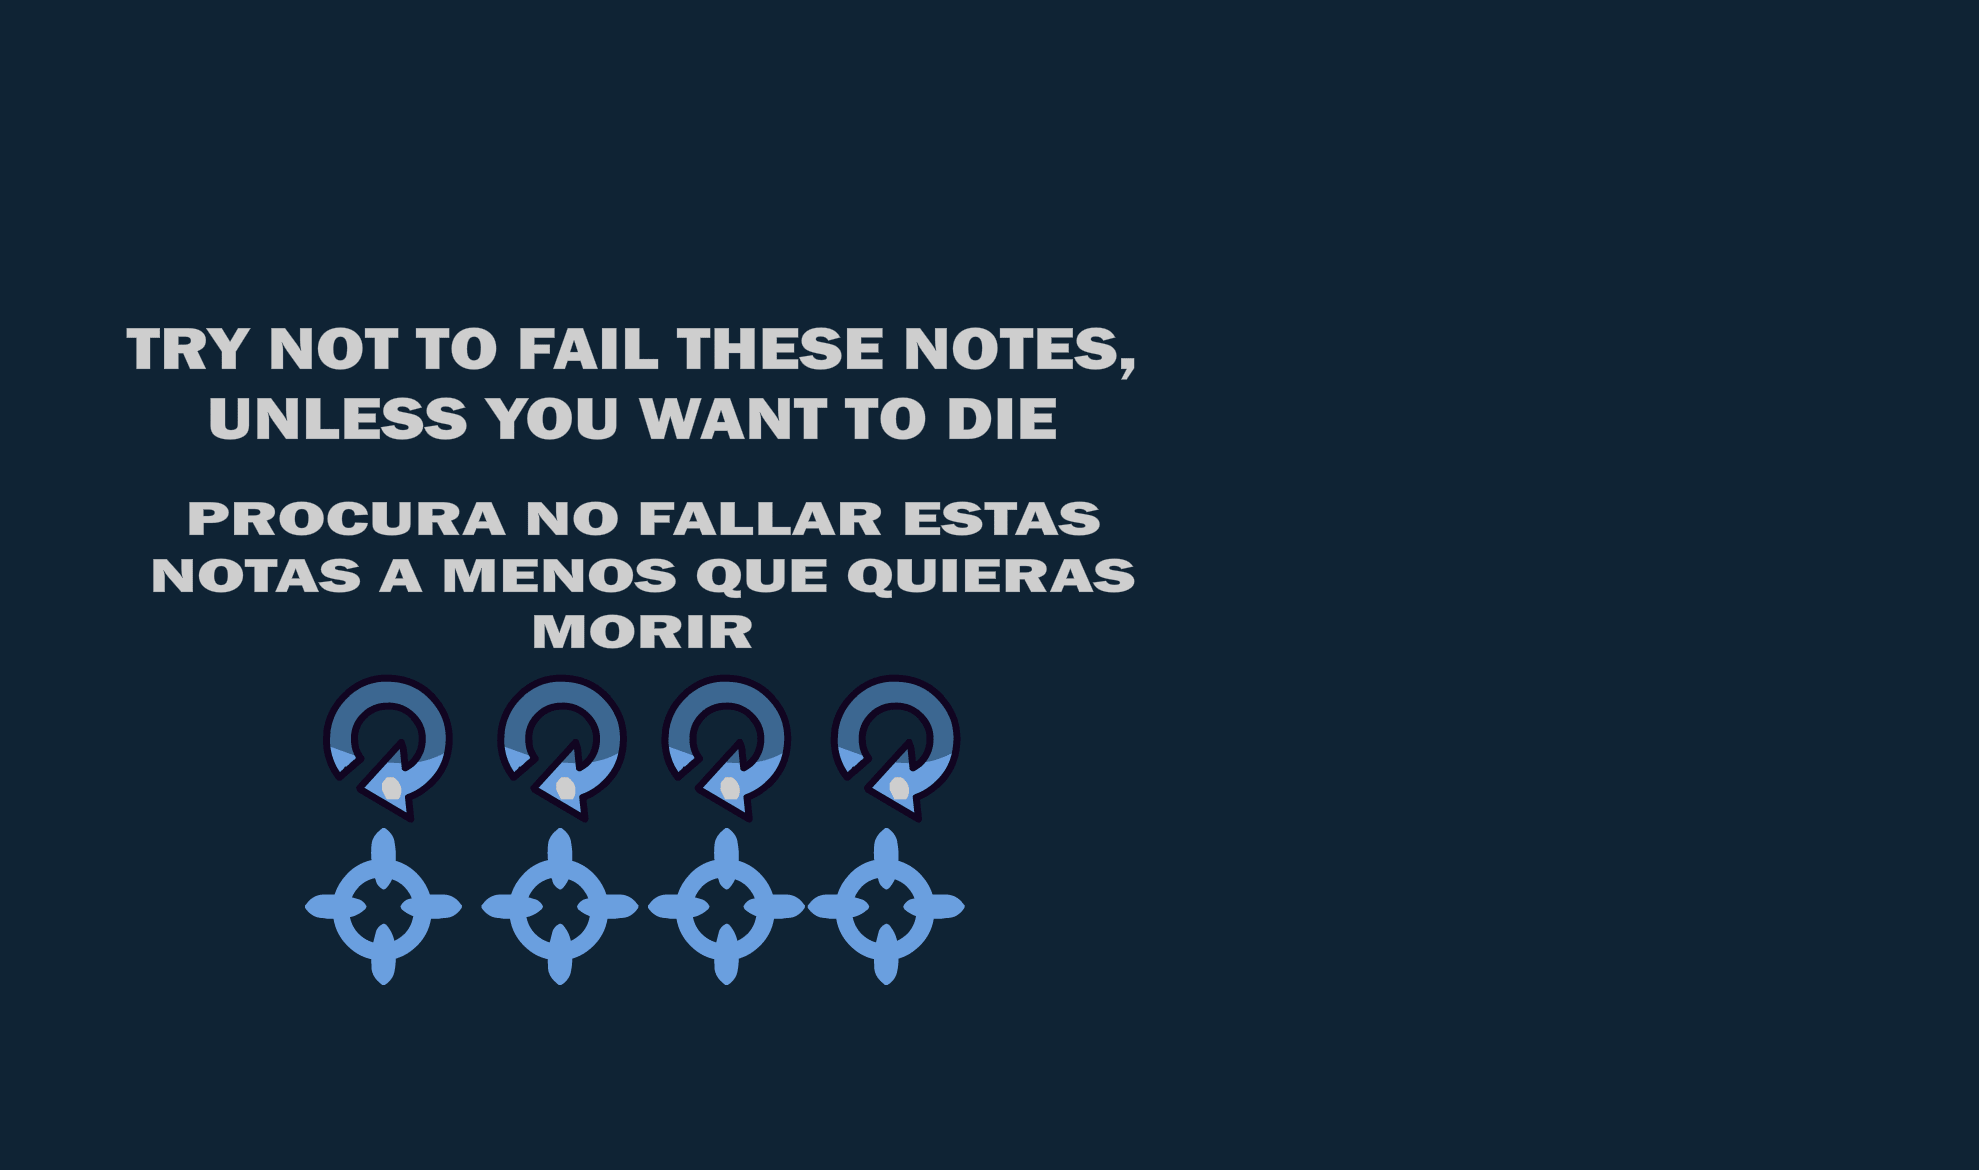 TRY NOT TO FAIL THESE NOTES,
UNLESS YOU WANT TO DIE
PROCURA NO FALLAR ESTAS
NOTAS A MENOS QUE QUIERAS
MORIR